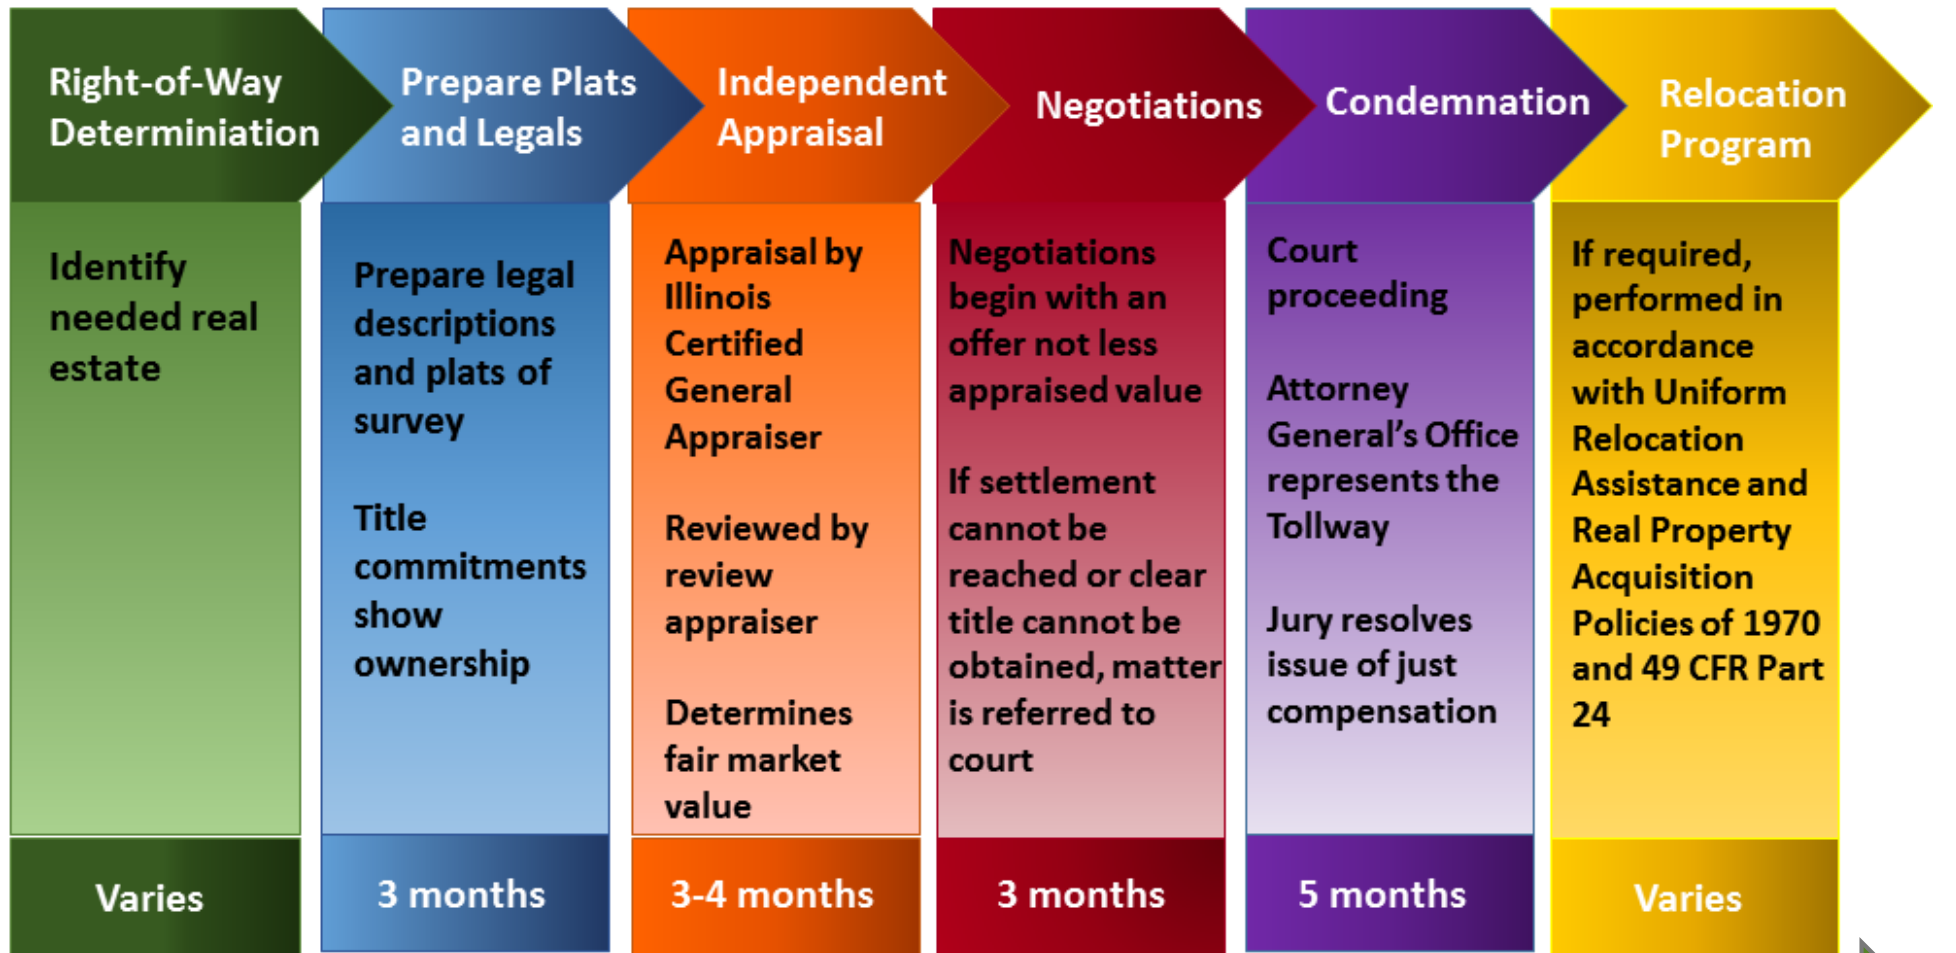 Right-of-Way
Determiniation
Prepare Plats
and Legals
Independent
Appraisal
Negotiations
Condemnation
Relocation
Program
Identify
needed real
estate
Prepare legal
descriptions
and plats of
survey
Title
commitments
show
ownership
Appraisal by
Illinois
Certified
General
Appraiser
Reviewed by
review
appraiser
Determines
fair market
value
Negotiations
begin with an
offer not less
appraised value
If settlement
cannot be
reached or clear
title cannot be
obtained, matter
is referred to
court
Court
proceeding
Attorney
General’s Office
represents the
Tollway
Jury resolves
issue of just
compensation
If required,
performed in
accordance
with Uniform
Relocation
Assistance and
Real Property
Acquisition
Policies of 1970
and 49 CFR Part
24
Varies
3 months
3-4 months
3 months
5 months
Varies